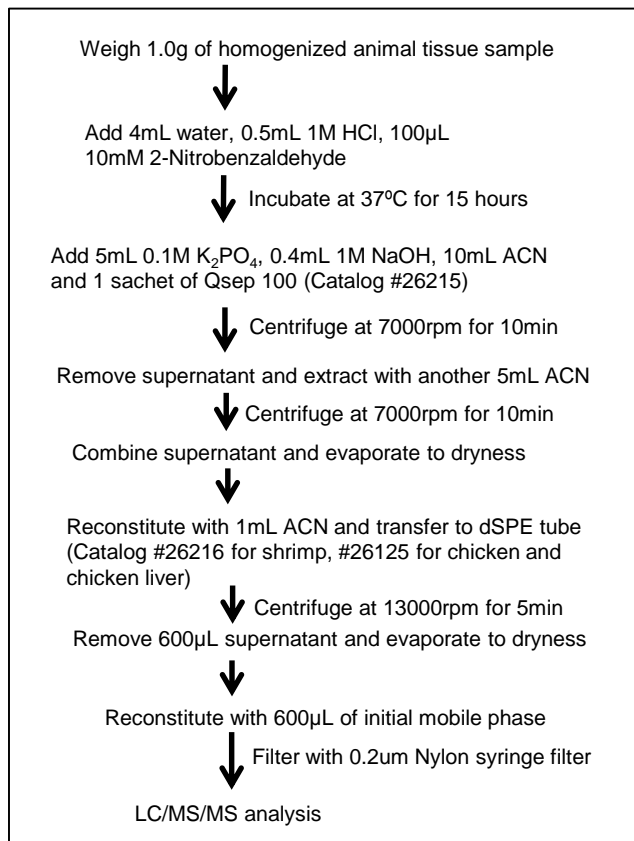 Weigh 1.0g of homogenized animal tissue sample
Add 4mL water, 0.5mL 1M HCl, 100µL
10mM 2-Nitrobenzaldehyde
Incubate at 37ºC for 15 hours
Add 5mL 0.1M K₂PO₄, 0.4mL 1M NaOH, 10mL ACN
and 1 sachet of Qsep 100 (Catalog #26215)
Centrifuge at 7000rpm for 10min
Remove supernatant and extract with another 5mL ACN
Centrifuge at 7000rpm for 10min
Combine supernatant and evaporate to dryness
Reconstitute with 1mL ACN and transfer to dSPE tube
(Catalog #26216 for shrimp, #26125 for chicken and
chicken liver)
Centrifuge at 13000rpm for 5min
Remove 600µL supernatant and evaporate to dryness
Reconstitute with 600µL of initial mobile phase
Filter with 0.2um Nylon syringe filter
LC/MS/MS analysis